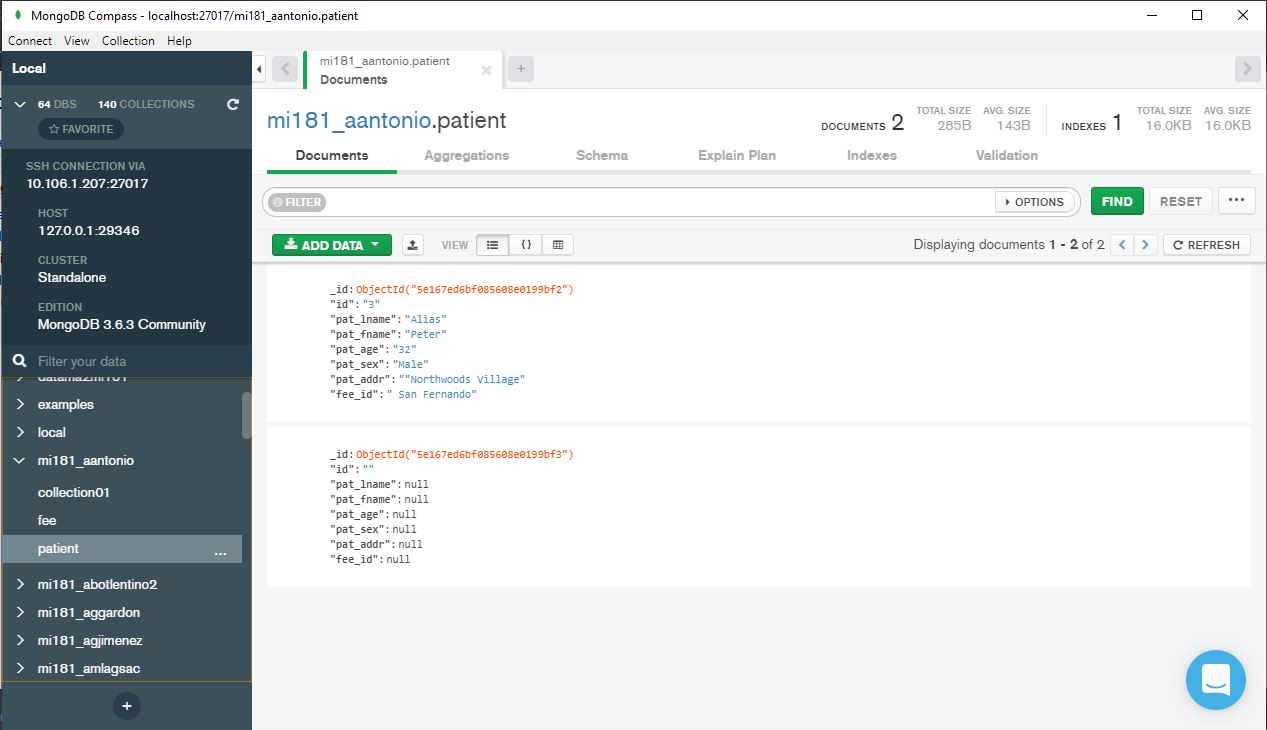 MongoDB Compass - localhost:27017/mi181_aantonio.patient
Connect View Collection Help
Local
64 DBS 140 COLLECTIONS
FAVORITE
SSH CONNECTION VIA
10.106.1.207:27017
HOST
127.0.0.1:29346
CLUSTER
Standalone
EDITION
MongoDB 3.6.3 Community
Filter your data
datama2mi181
examples
local
mi181_aantonio
collection01
fee
patient ...
mi181_abotlentino2
mi181_aggardon
mi181_agjimenez
mi181_amlagsac
+
mi181_aantonio.patient
Documents
+
mi181_aantonio.patient
DOCUMENTS 2 TOTAL SIZE 285B AVG. SIZE 143B INDEXES 1 TOTAL SIZE 16.0KB AVG. SIZE 16.0KB
Documents Aggregations Schema Explain Plan Indexes Validation
FILTER OPTIONS FIND RESET ...
ADD DATA VIEW {} Displaying documents 1 - 2 of 2 < > REFRESH
_id: ObjectId("5e167ed6bf085608e0199bf2")
"id": "3"
"pat_lname": "Alias"
"pat_fname": "Peter"
"pat_age": "32"
"pat_sex": "Male"
"pat_addr": ""Northwoods Village"
"fee_id": " San Fernando"
_id: ObjectId("5e167ed6bf085608e0199bf3")
"id": ""
"pat_lname": null
"pat_fname": null
"pat_age": null
"pat_sex": null
"pat_addr": null
"fee_id": null